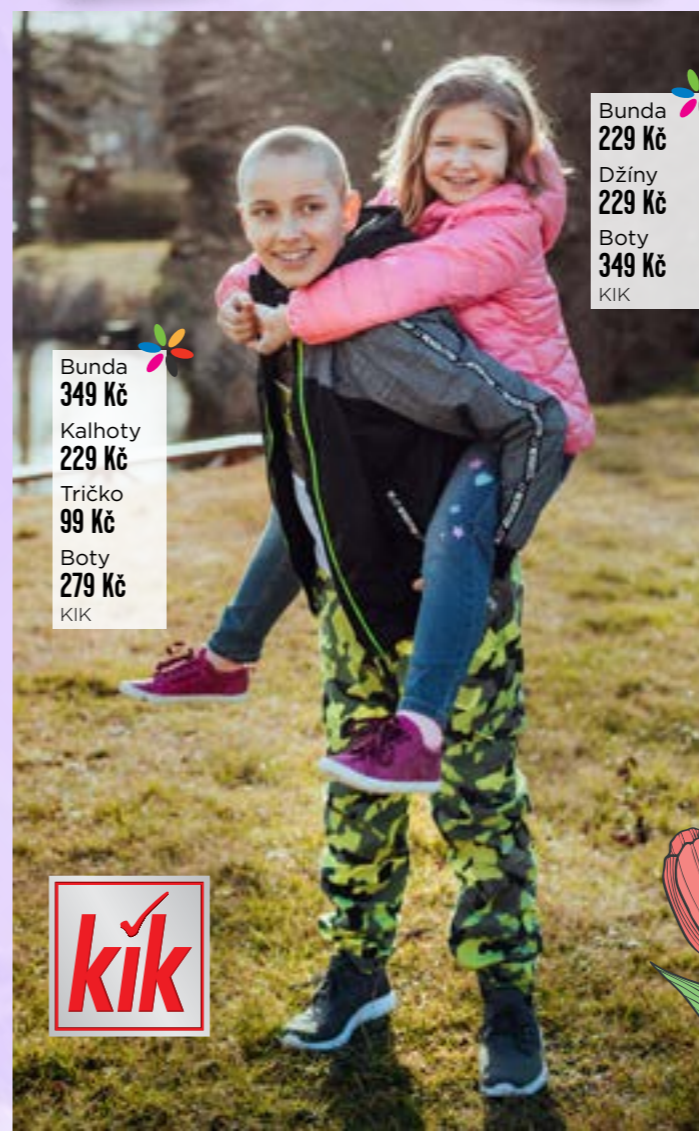 Bunda
229 Kč
Džíny
229 Kč
Boty
349 Kč
KIK
Bunda
349 Kč
Kalhoty
229 Kč
Tričko
99 Kč
Boty
279 Kč
KIK
kik